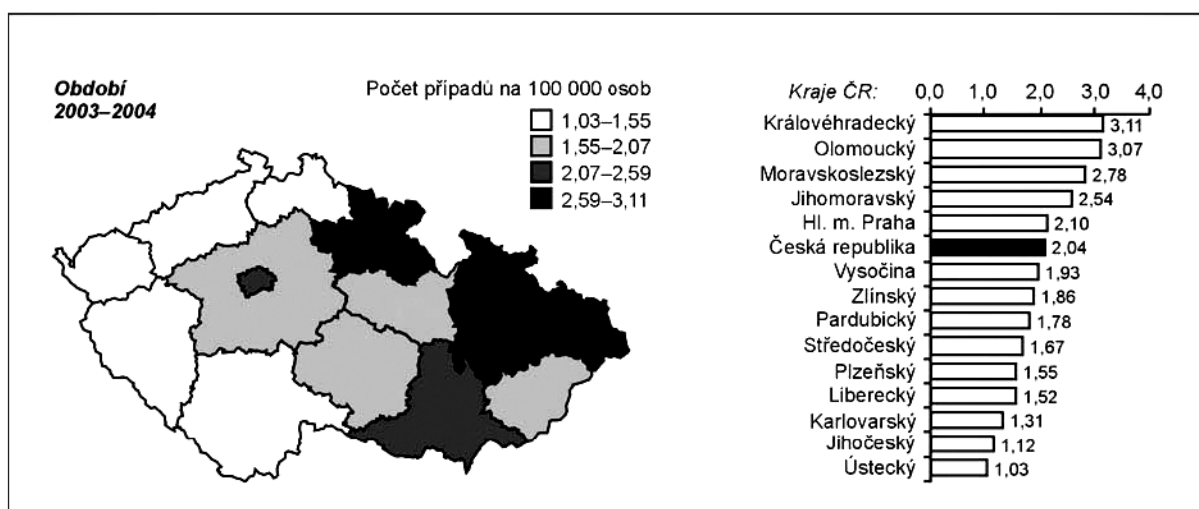 Období
2003–2004
Počet případů na 100 000 osob
1,03–1,55
1,55–2,07
2,07–2,59
2,59–3,11
Kraje ČR: 0,0 1,0 2,0 3,0 4,0
Královéhradecký 3,11
Olomoucký 3,07
Moravskoslezský 2,78
Jihomoravský 2,54
Hl. m. Praha 2,10
Česká republika 2,04
Vysočina 1,93
Zlínský 1,86
Pardubický 1,78
Středočeský 1,67
Plzeňský 1,55
Liberecký 1,52
Karlovarský 1,31
Jihočeský 1,12
Ústecký 1,03